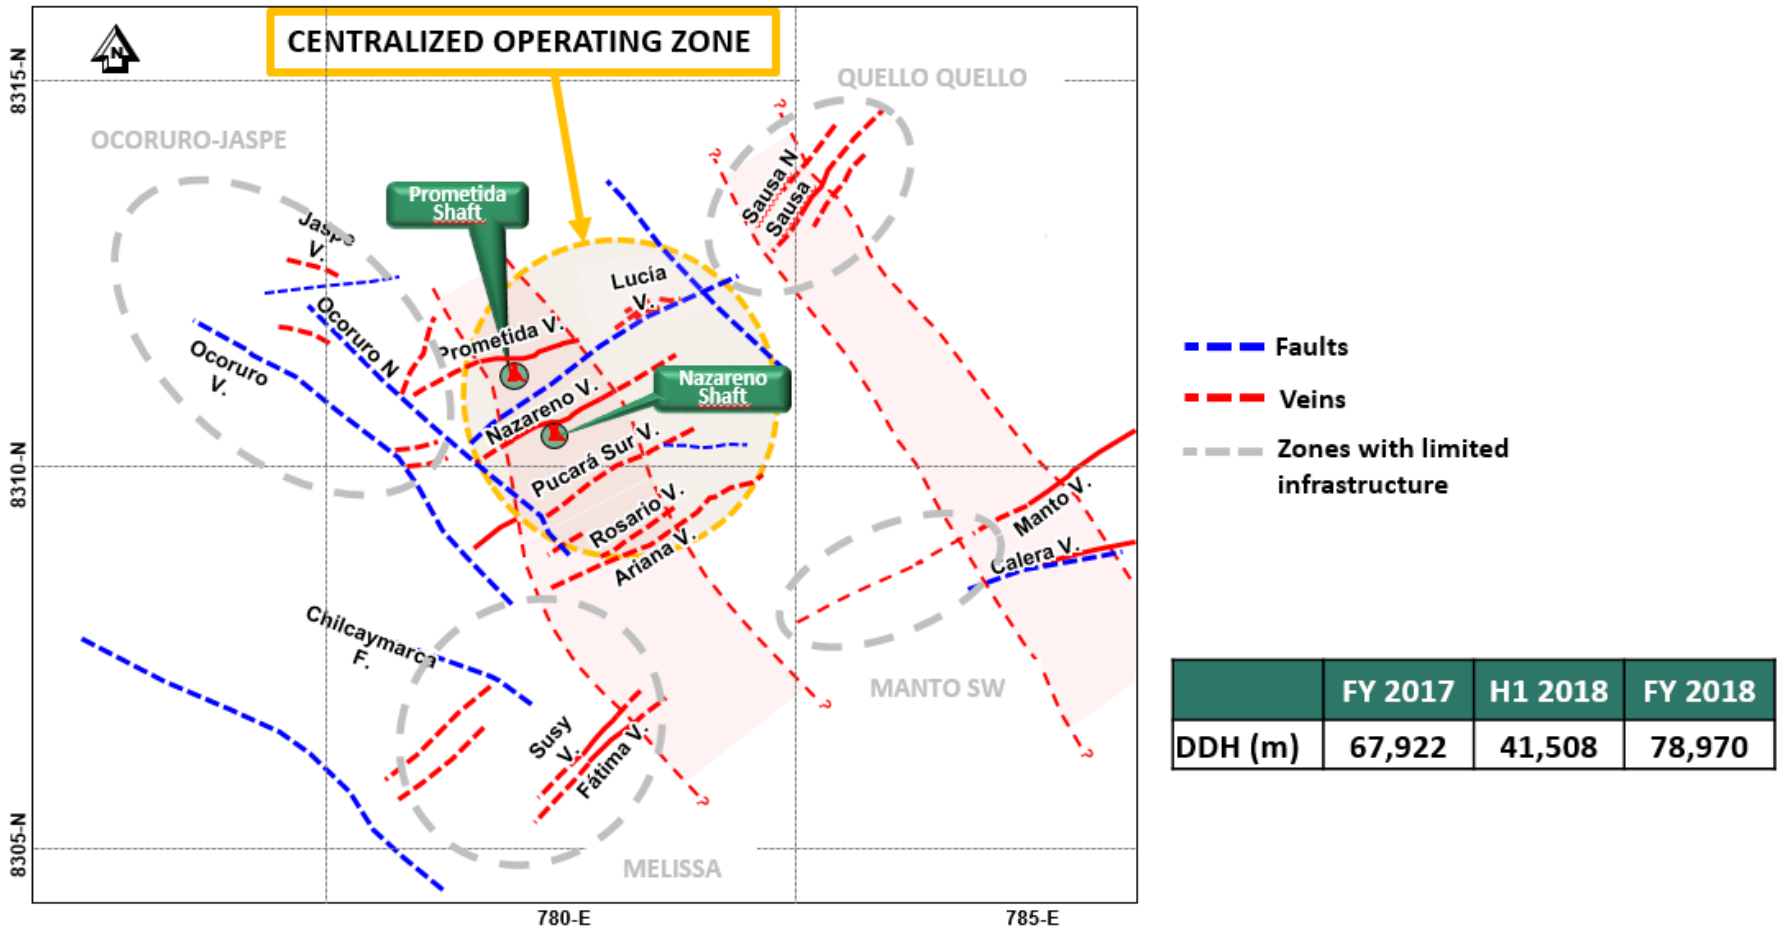 CENTRALIZED OPERATING ZONE
N
8315-N
8310-N
8305-N
780-E
785-E
QUELLO QUELLO
OCORURO-JASPE
Prometida
Shaft
Jaspe
V.
Sausa N
Sausa
Lucía
V.
Ocoruro N
Ocoruro
V.
Prometida V.
Nazareno V.
Nazareno
Shaft
Pucará Sur V.
Rosario V.
Ariana V.
Manto V.
Calera V.
Chilcaymarca
F.
Susy
V.
Fátima V.
MANTO SW
MELISSA
?
?
?
?
?
Faults
Veins
Zones with limited
infrastructure
FY 2017 H1 2018 FY 2018
DDH (m) 67,922 41,508 78,970